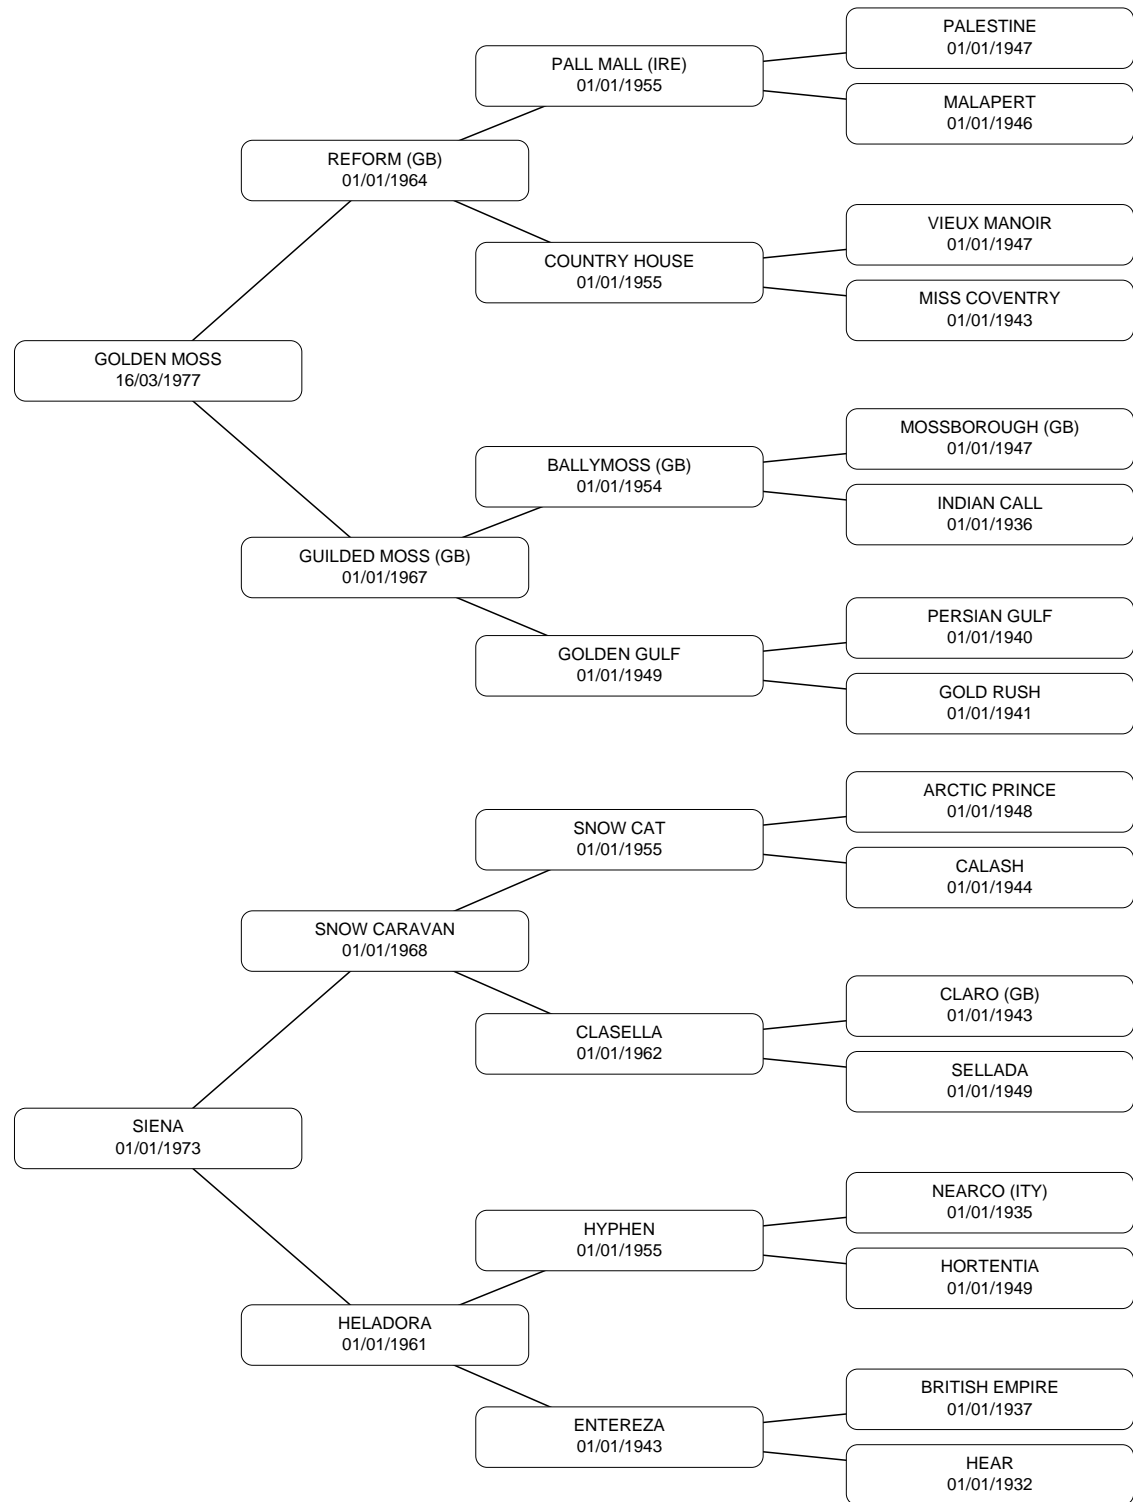 PALESTINE
01/01/1947
PALL MALL (IRE)
01/01/1955
MALAPERT
01/01/1946
REFORM (GB)
01/01/1964
VIEUX MANOIR
01/01/1947
COUNTRY HOUSE
01/01/1955
MISS COVENTRY
01/01/1943
GOLDEN MOSS
16/03/1977
MOSSBOROUGH (GB)
01/01/1947
BALLYMOSS (GB)
01/01/1954
INDIAN CALL
01/01/1936
GUILDED MOSS (GB)
01/01/1967
PERSIAN GULF
01/01/1940
GOLDEN GULF
01/01/1949
GOLD RUSH
01/01/1941
ARCTIC PRINCE
01/01/1948
SNOW CAT
01/01/1955
CALASH
01/01/1944
SNOW CARAVAN
01/01/1968
CLARO (GB)
01/01/1943
CLASELLA
01/01/1962
SELLADA
01/01/1949
SIENA
01/01/1973
NEARCO (ITY)
01/01/1935
HYPHEN
01/01/1955
HORTENTIA
01/01/1949
HELADORA
01/01/1961
BRITISH EMPIRE
01/01/1937
ENTEREZA
01/01/1943
HEAR
01/01/1932